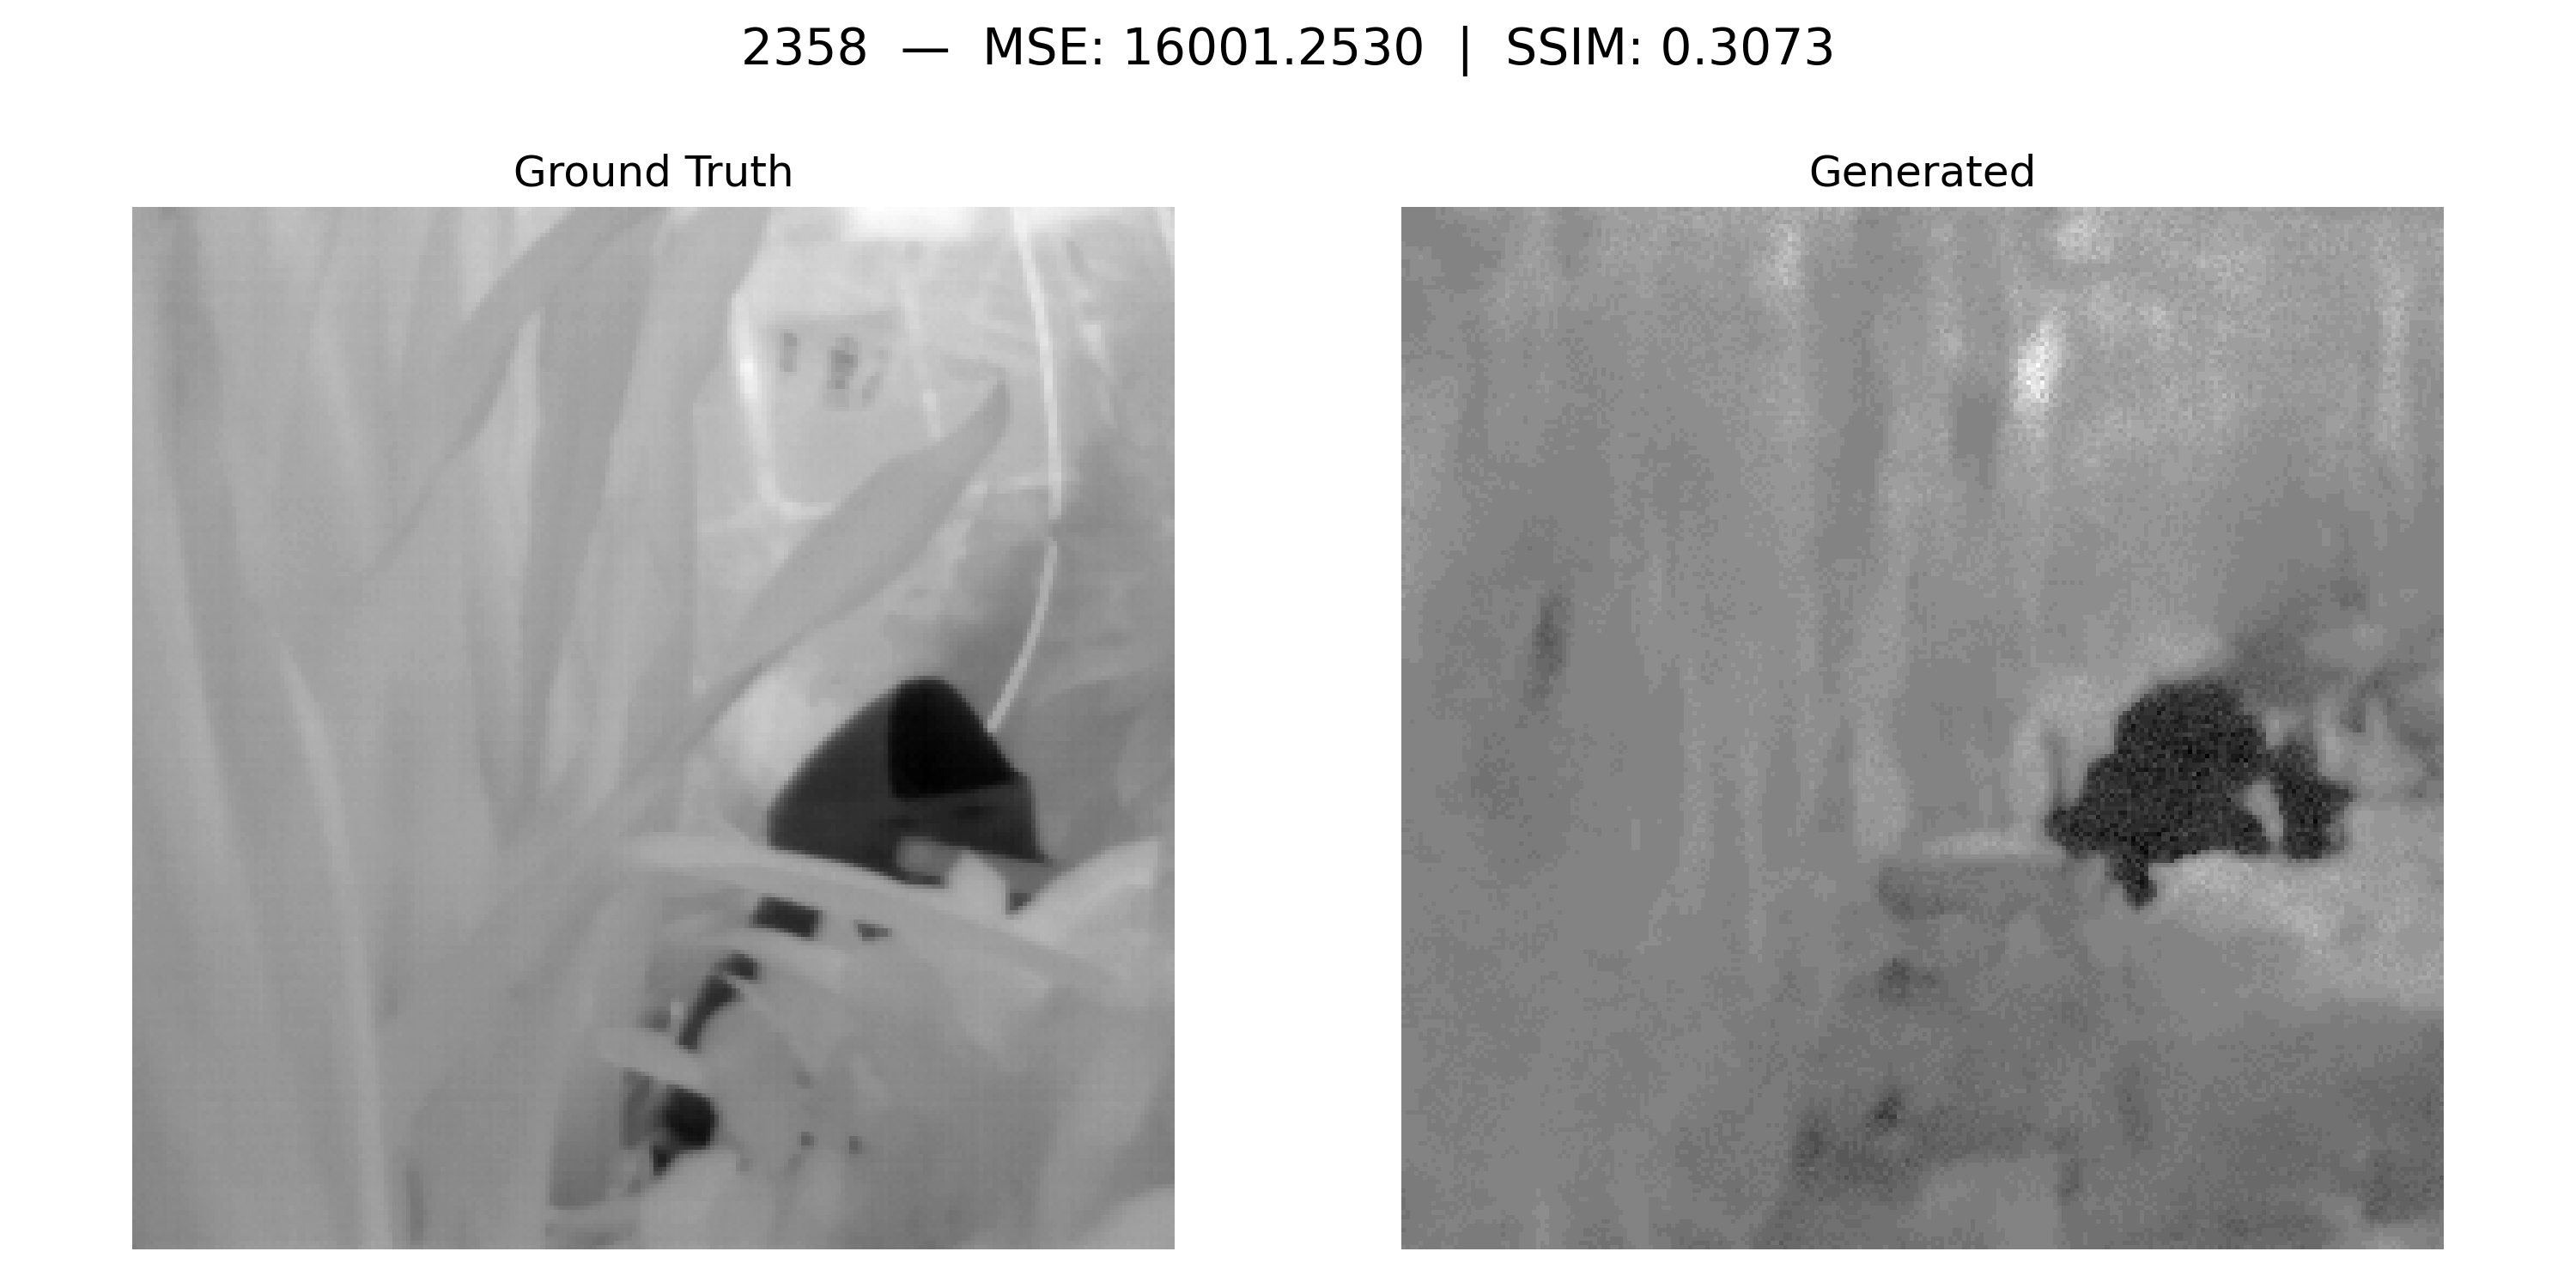 2358 — MSE: 16001.2530 | SSIM: 0.3073
Ground Truth
Generated